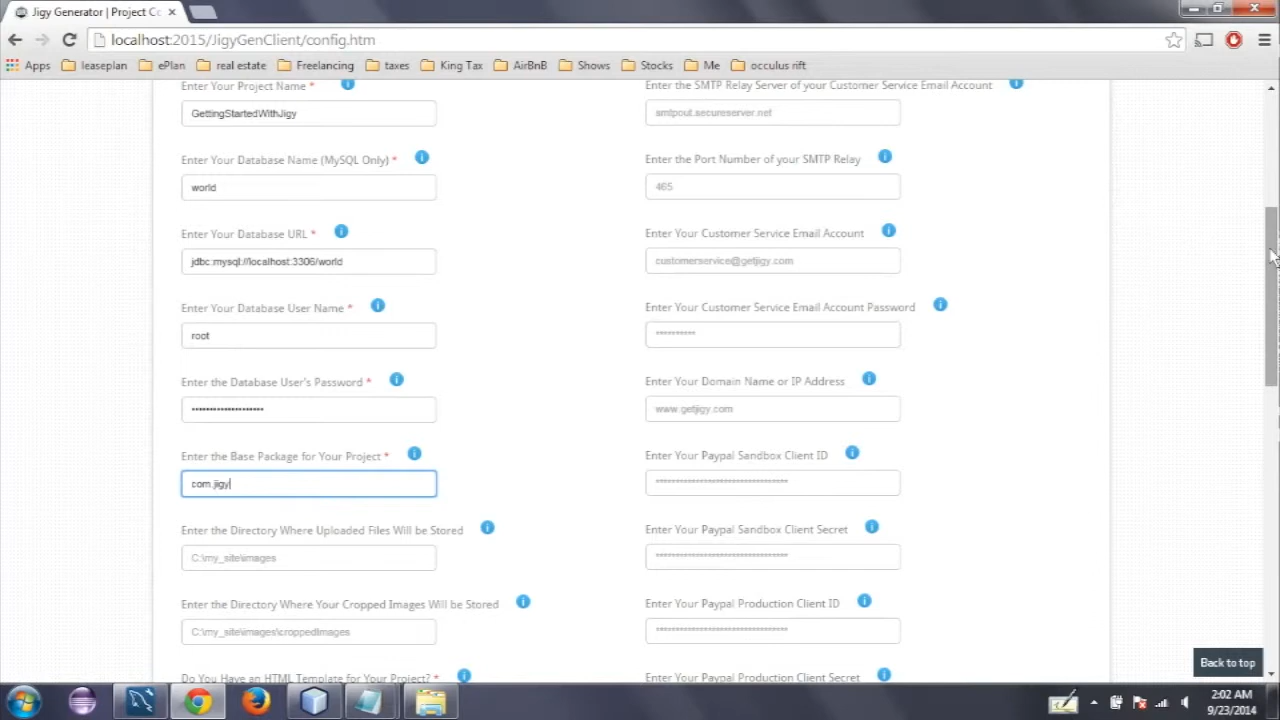 Jigy Generator | Project Co
localhost:2015/JigyGenClient/config.htm
Apps leaseplan ePlan real estate Freelancing taxes King Tax AirBnB Shows Stocks Me occulus rift
Enter Your Project Name *
GettingStartedWithJigy
Enter Your Database Name (MySQL Only) *
world
Enter Your Database URL *
jdbc:mysql://localhost:3306/world
Enter Your Database User Name *
root
Enter the Database User's Password *
Enter the Base Package for Your Project *
com.jigy
Enter the Directory Where Uploaded Files Will be Stored
C:\my_site\images
Enter the Directory Where Your Cropped Images Will be Stored
C:\my_site\images\croppedImages
Do You Have an HTML Template for Your Project? *
Enter the SMTP Relay Server of your Customer Service Email Account
smtpout.secureserver.net
Enter the Port Number of your SMTP Relay
465
Enter Your Customer Service Email Account
customerservice@getjigy.com
Enter Your Customer Service Email Account Password
Enter Your Domain Name or IP Address
www.getjigy.com
Enter Your Paypal Sandbox Client ID
Enter Your Paypal Sandbox Client Secret
Enter Your Paypal Production Client ID
Enter Your Paypal Production Client Secret
Back to top
2:02 AM
9/23/2014